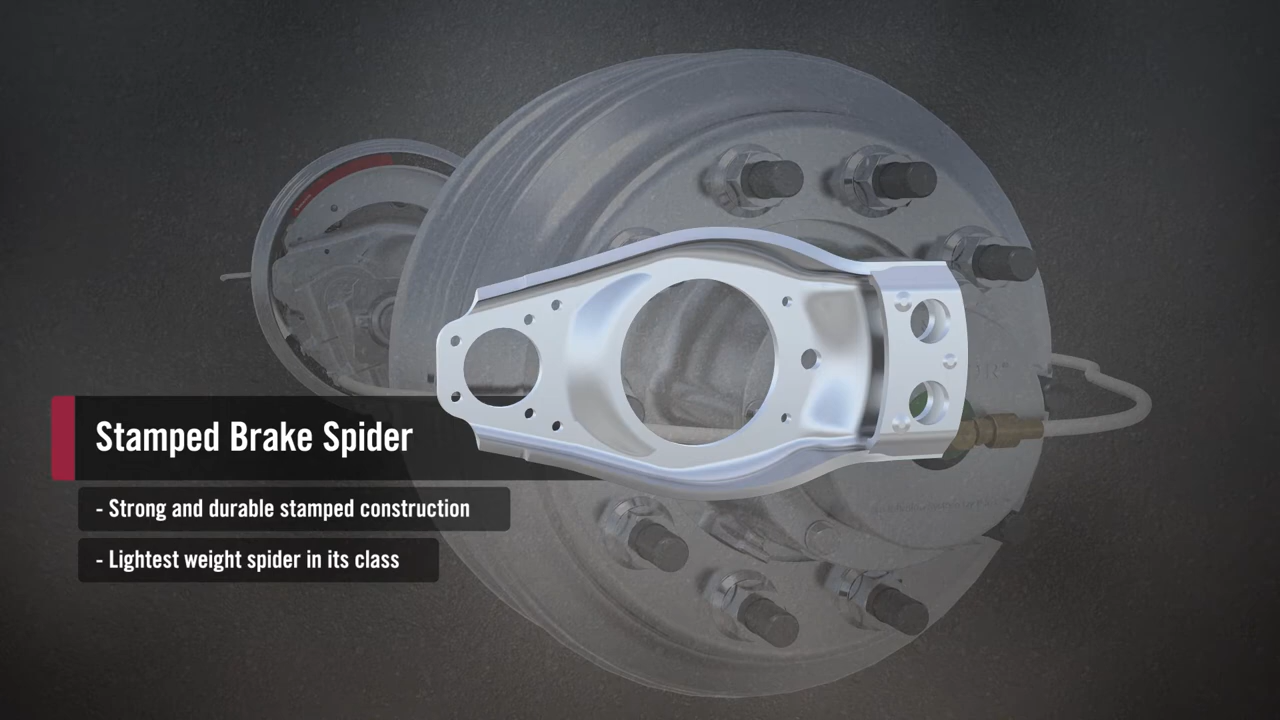 Stamped Brake Spider
- Strong and durable stamped construction
- Lightest weight spider in its class